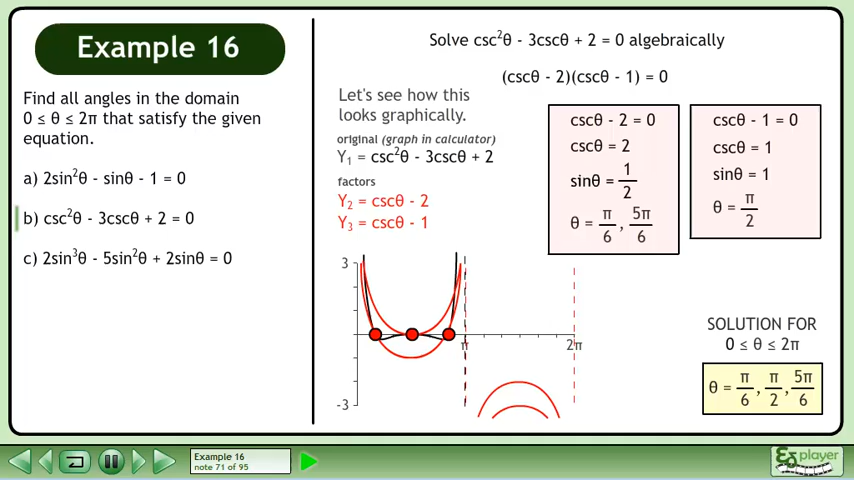 Example 16
Find all angles in the domain
0 ≤ θ ≤ 2π that satisfy the given
equation.
a) 2sin²θ - sinθ - 1 = 0
b) csc²θ - 3cscθ + 2 = 0
c) 2sin³θ - 5sin²θ + 2sinθ = 0
Solve csc²θ - 3cscθ + 2 = 0 algebraically
(cscθ - 2)(cscθ - 1) = 0
Let's see how this
looks graphically.
original (graph in calculator)
Y₁ = csc²θ - 3cscθ + 2
factors
Y₂ = cscθ - 2
Y₃ = cscθ - 1
cscθ - 2 = 0
cscθ = 2
sinθ = 1/2
θ = π/6, 5π/6
cscθ - 1 = 0
cscθ = 1
sinθ = 1
θ = π/2
3
π
2π
-3
SOLUTION FOR
0 ≤ θ ≤ 2π
θ = π/6, π/2, 5π/6
Example 16
note 71 of 95
player